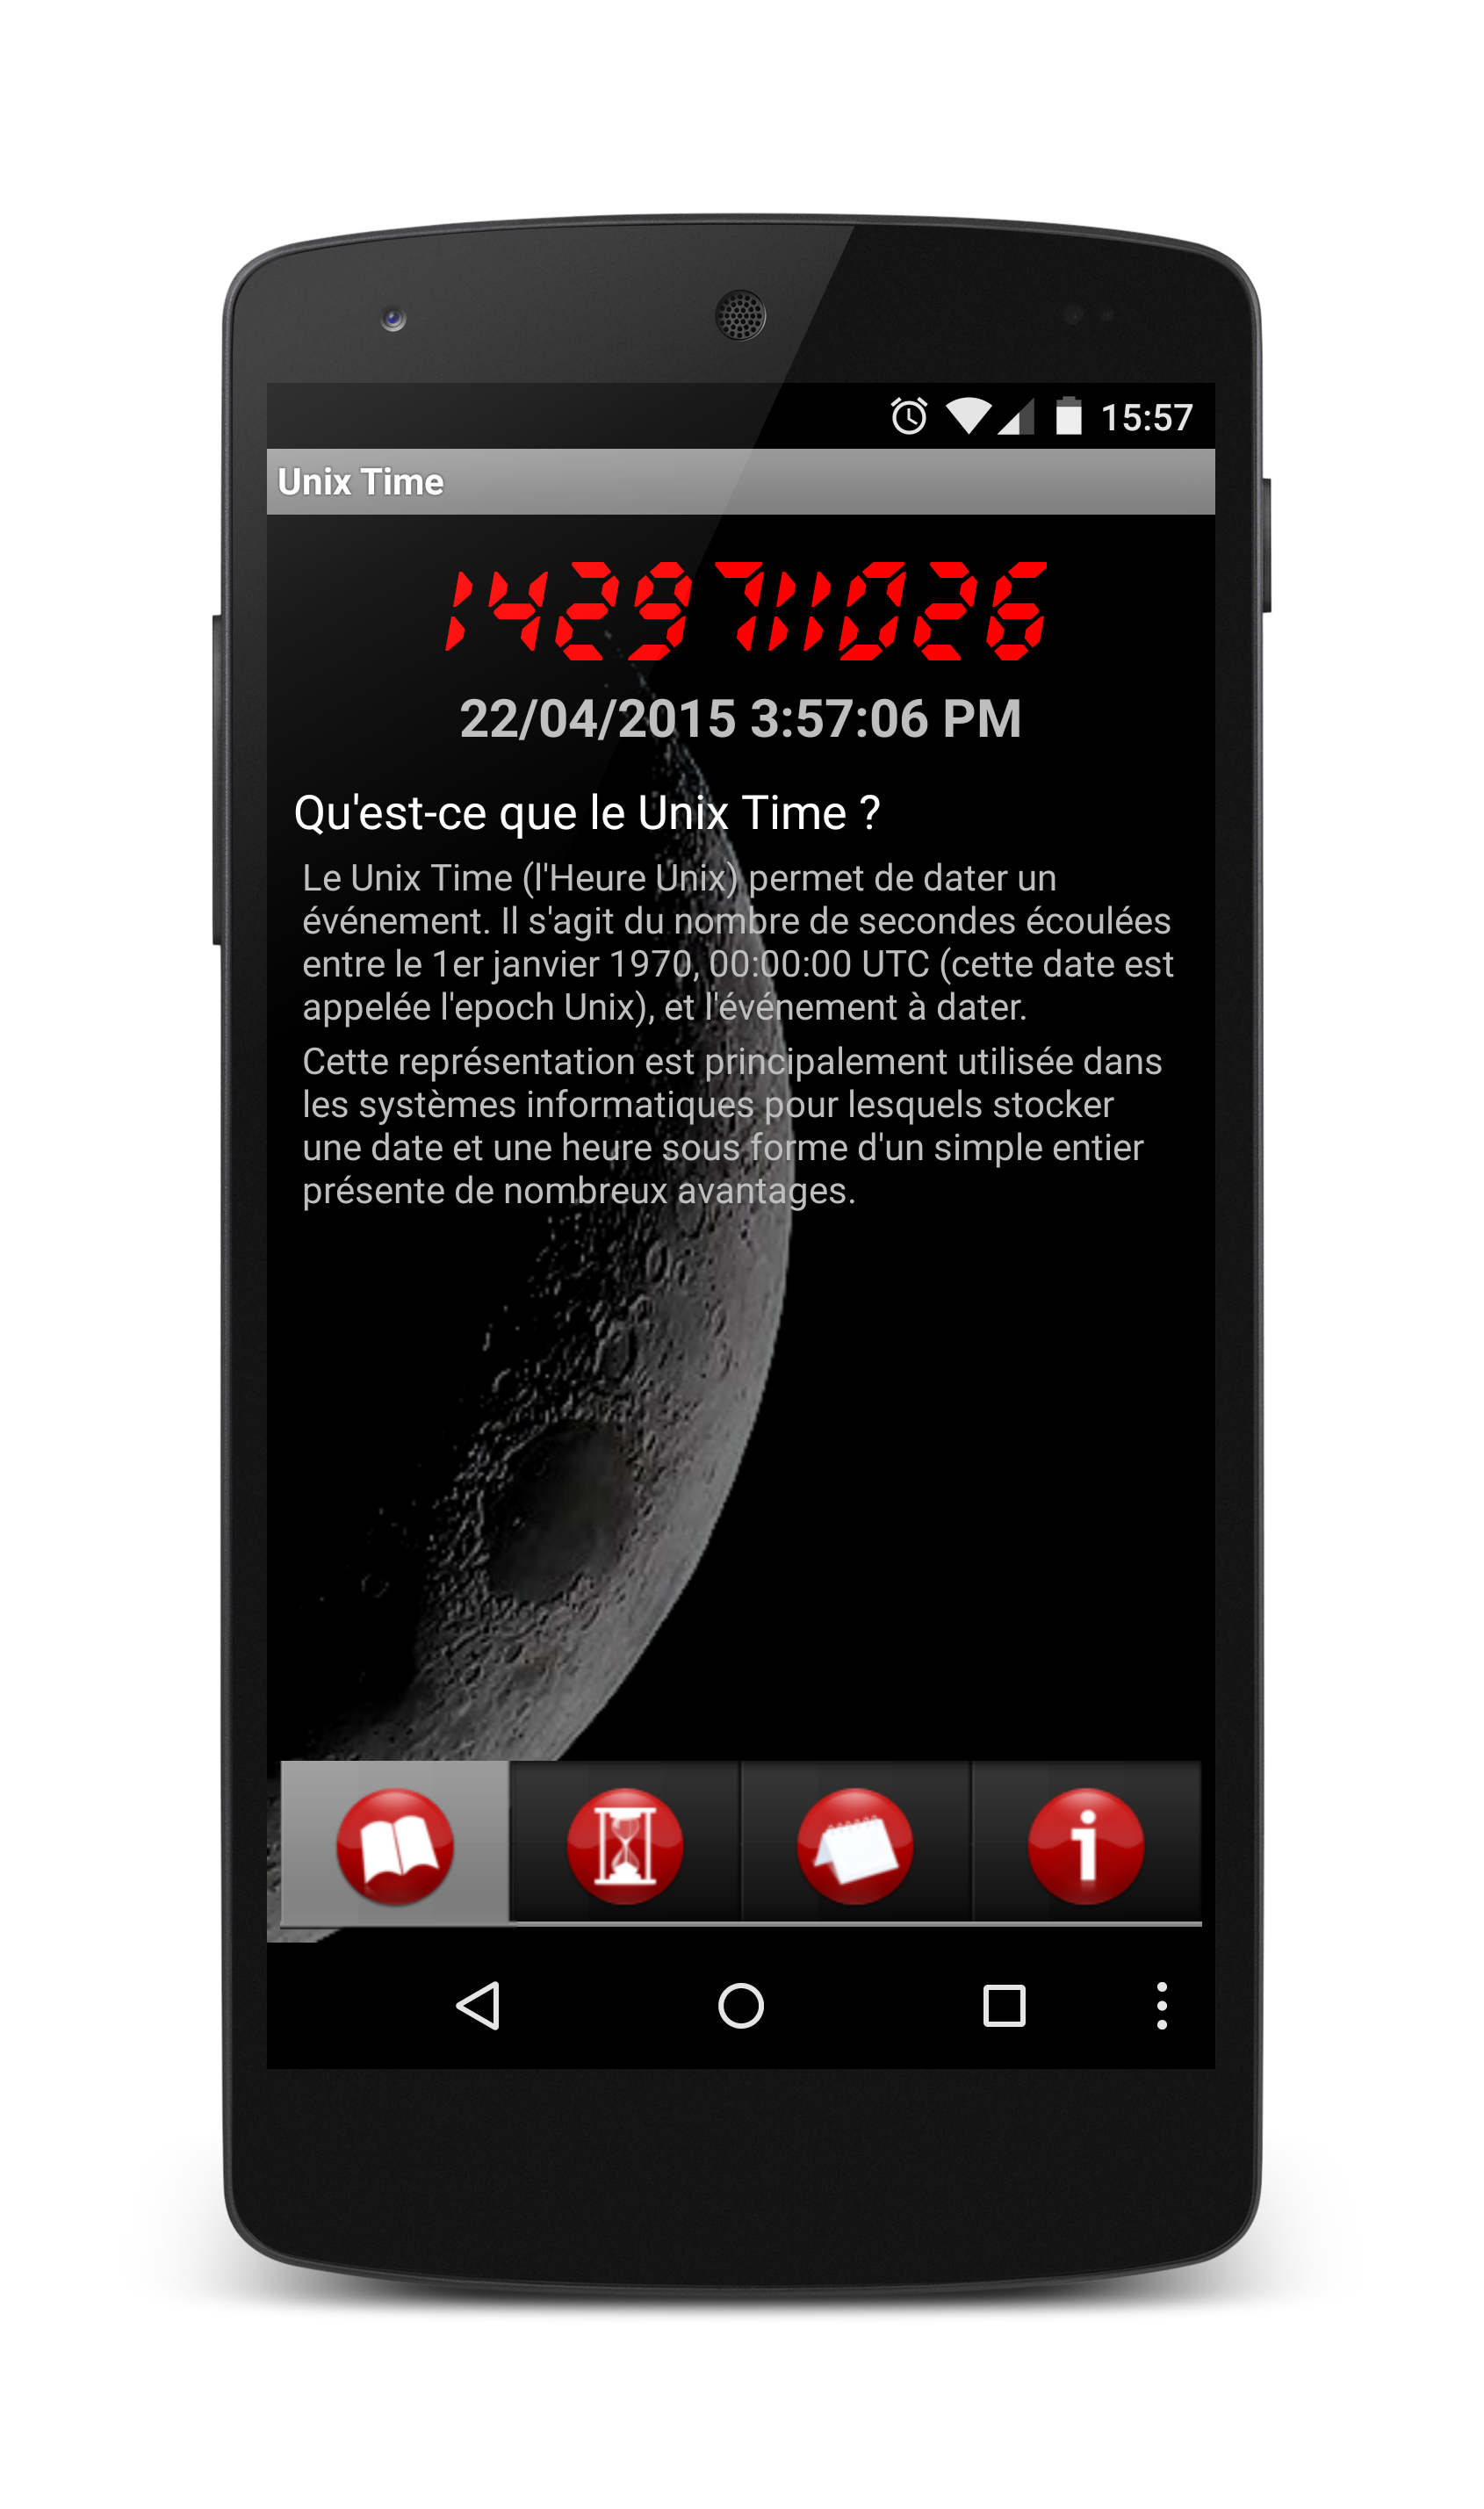 15:57
Unix Time
1429711026
22/04/2015 3:57:06 PM
Qu'est-ce que le Unix Time ?
Le Unix Time (l'Heure Unix) permet de dater un
événement. Il s'agit du nombre de secondes écoulées
entre le 1er janvier 1970, 00:00:00 UTC (cette date est
appelée l'epoch Unix), et l'événement à dater.
Cette représentation est principalement utilisée dans
les systèmes informatiques pour lesquels stocker
une date et une heure sous forme d'un simple entier
présente de nombreux avantages.